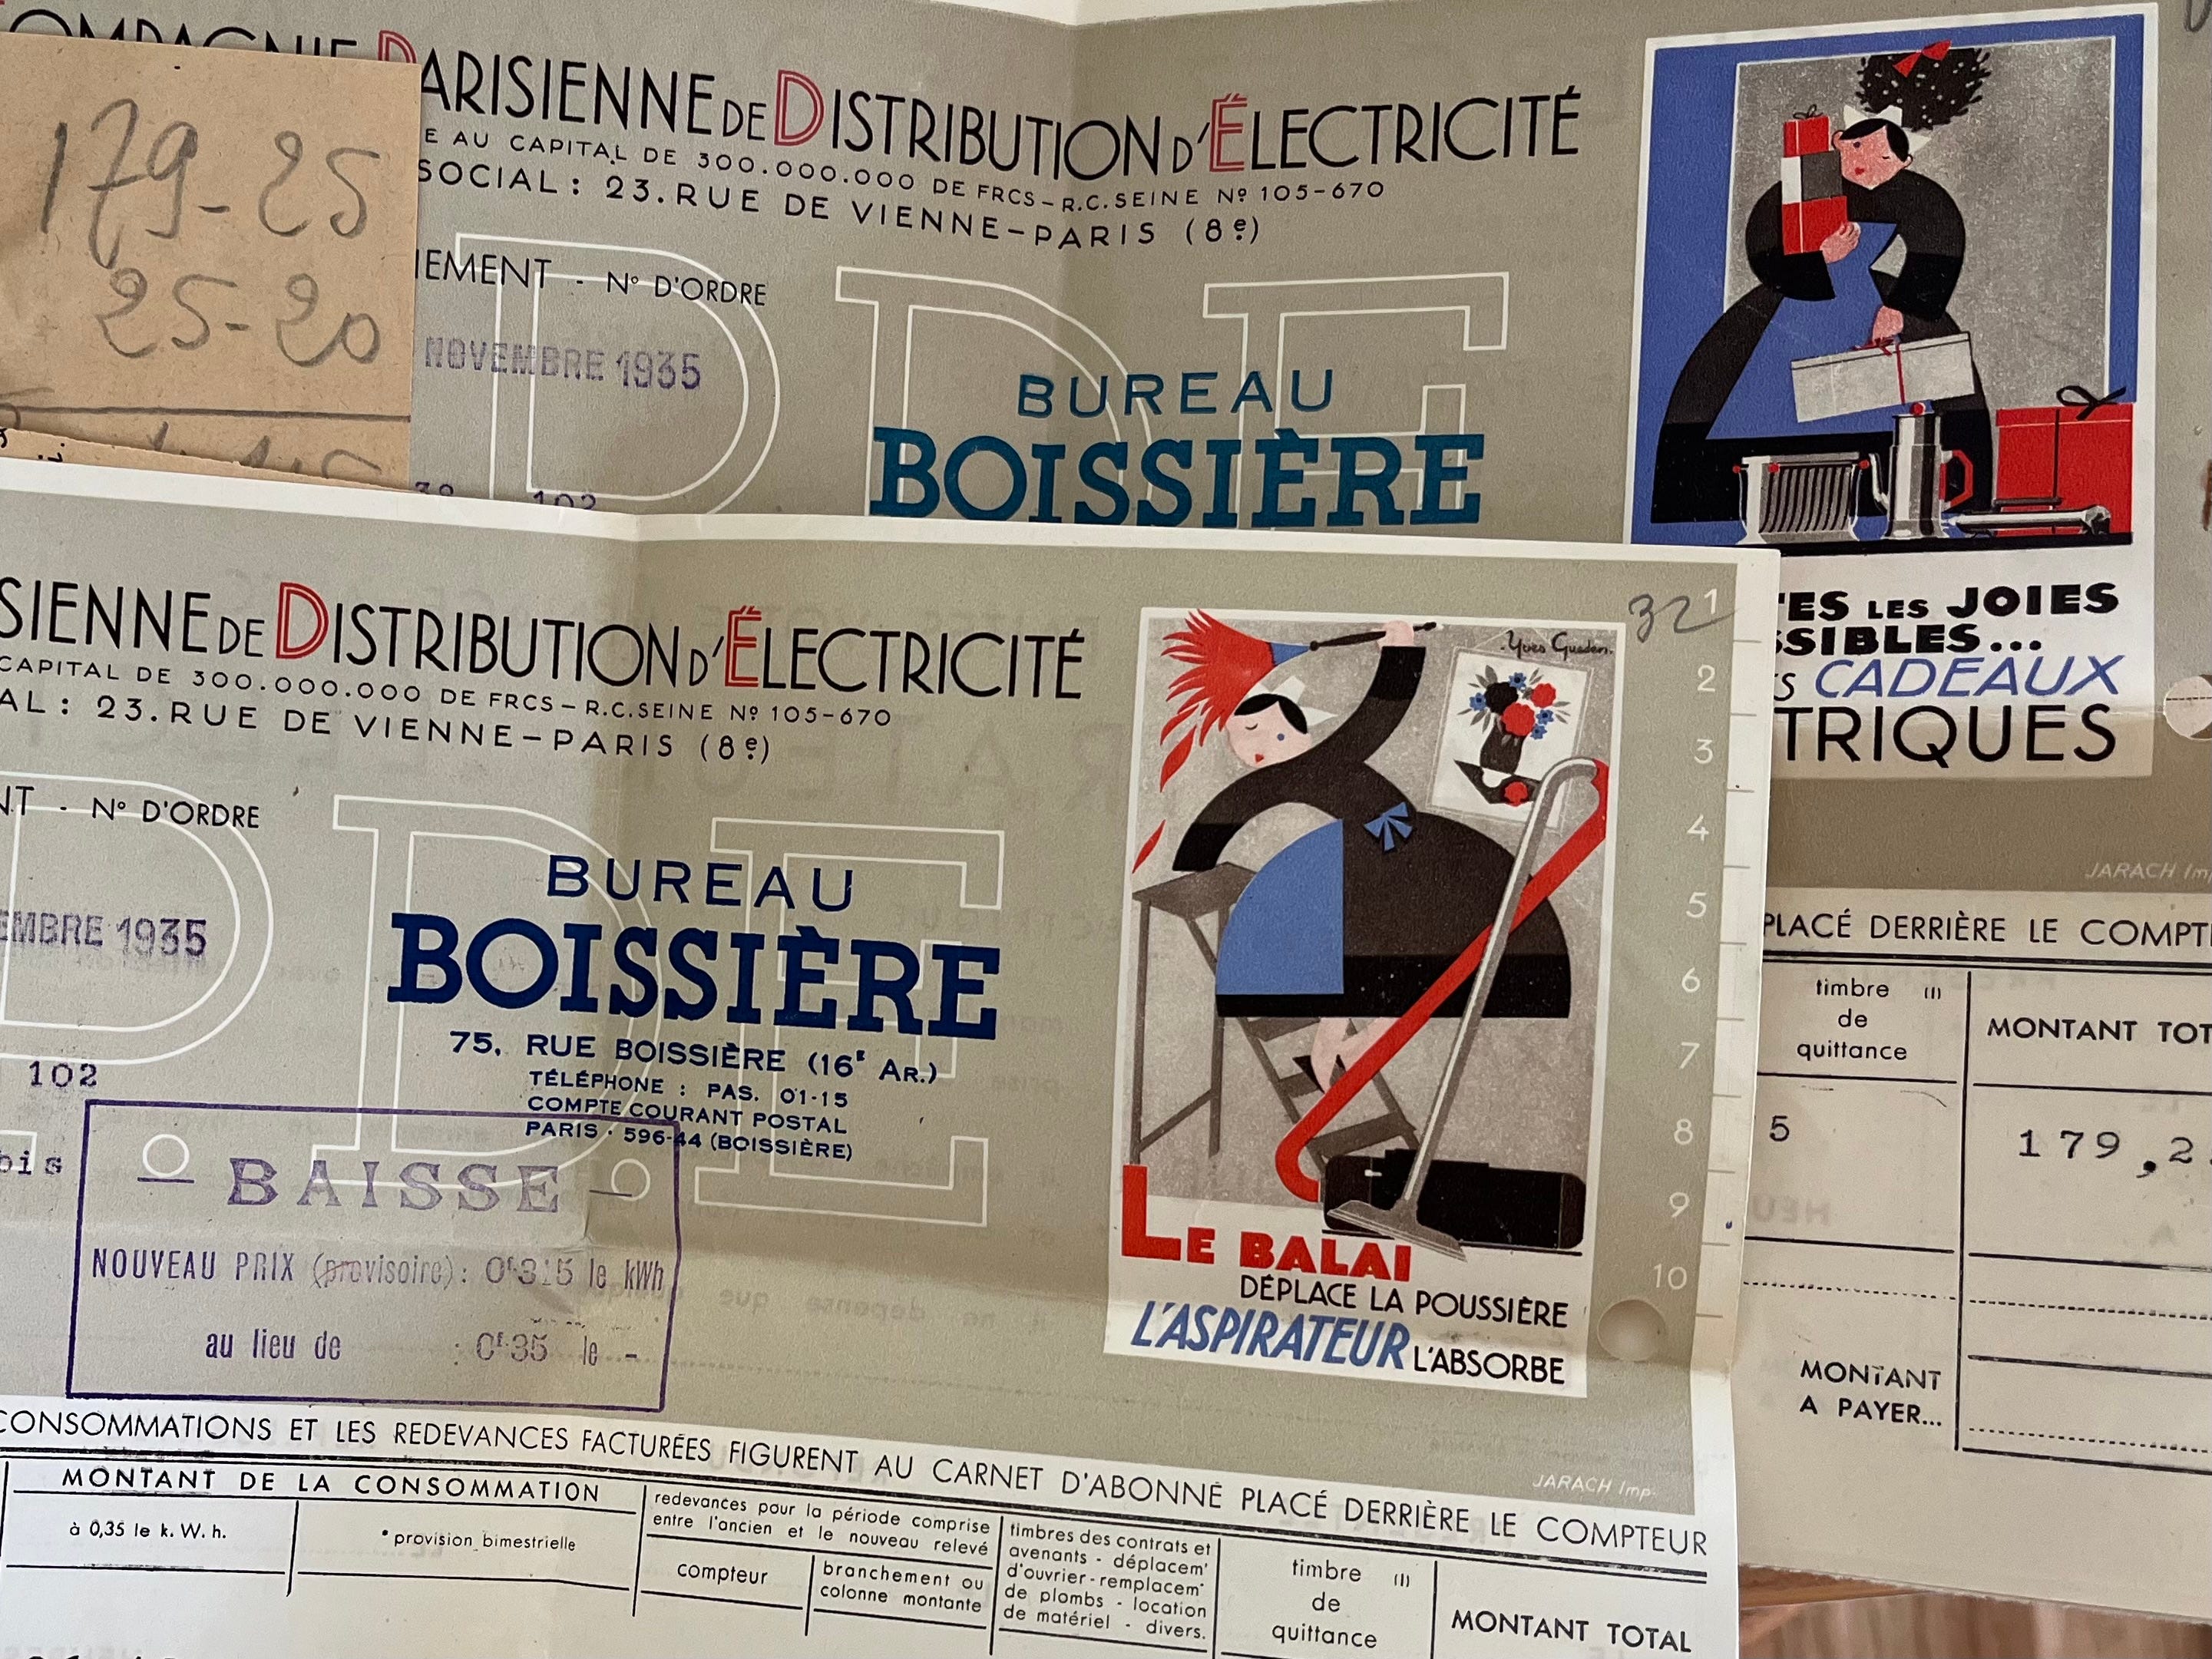 COMPAGNIE PARISIENNE DE DISTRIBUTION D'ÉLECTRICITÉ
E AU CAPITAL DE 300.000.000 DE FRCS – R.C. SEINE Nº 105-670
SOCIAL : 23. RUE DE VIENNE – PARIS (8e)
179-25
25-20
EMENT - No D'ORDRE
NOVEMBRE 1935
D.E
BUREAU
BOISSIÈRE
102
TES LES JOIES
SSIBLES...
S CADEAUX
TRIQUES
JARACH Imp
PLACÉ DERRIÈRE LE COMPT
timbre (1)
de
quittance
MONTANT TOT
5
179,2
MONTANT
A PAYER...
SIENNE DE DISTRIBUTION D'ÉLECTRICITÉ
CAPITAL DE 300.000.000 DE FRCS – R.C. SEINE Nº 105-670
AL : 23. RUE DE VIENNE – PARIS (8e)
NT - No D'ORDRE
EMBRE 1935
P.D.E
BUREAU
BOISSIÈRE
75, RUE BOISSIÈRE (16E AR.)
TÉLÉPHONE : PAS. 01-15
COMPTE COURANT POSTAL
PARIS · 596-44 (BOISSIÈRE)
102
bis
BAISSE
NOUVEAU PRIX (provisoire) : 0f315 le kWh
au lieu de : 0f35 le -
Yves Gueden.
32
1
2
3
4
5
6
7
8
9
10
LE BALAI
DÉPLACE LA POUSSIÈRE
L'ASPIRATEUR L'ABSORBE
JARACH Imp.
CONSOMMATIONS ET LES REDEVANCES FACTURÉES FIGURENT AU CARNET D'ABONNÉ PLACÉ DERRIÈRE LE COMPTEUR
MONTANT DE LA CONSOMMATION
à 0,35 le k. W. h.
* provision bimestrielle
redevances pour la période comprise
entre l'ancien et le nouveau relevé
compteur
branchement ou
colonne montante
timbres des contrats et
avenants - déplacemt
d'ouvrier - remplacemt
de plombs - location
de matériel - divers.
timbre (1)
de
quittance
MONTANT TOTAL